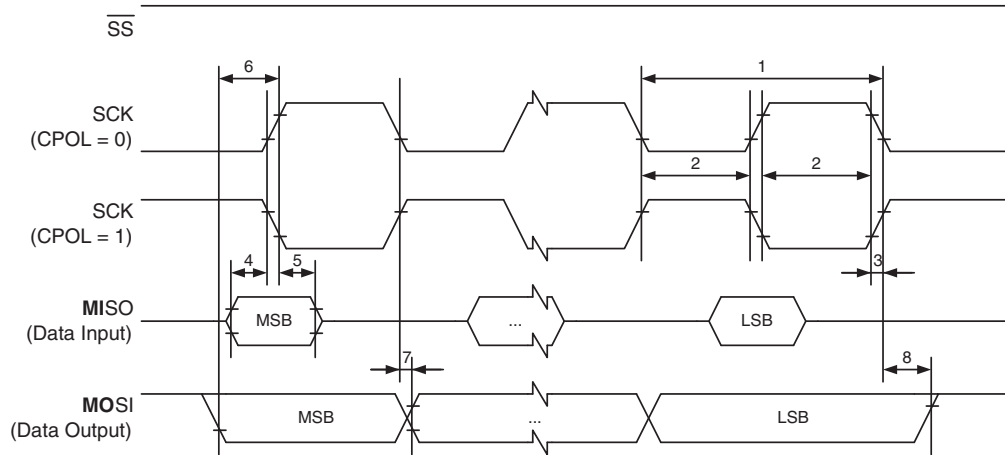 SS
6
1
SCK
(CPOL = 0)
2
2
SCK
(CPOL = 1)
4
5
3
MISO
(Data Input)
MSB
...
LSB
7
8
MOSI
(Data Output)
MSB
...
LSB